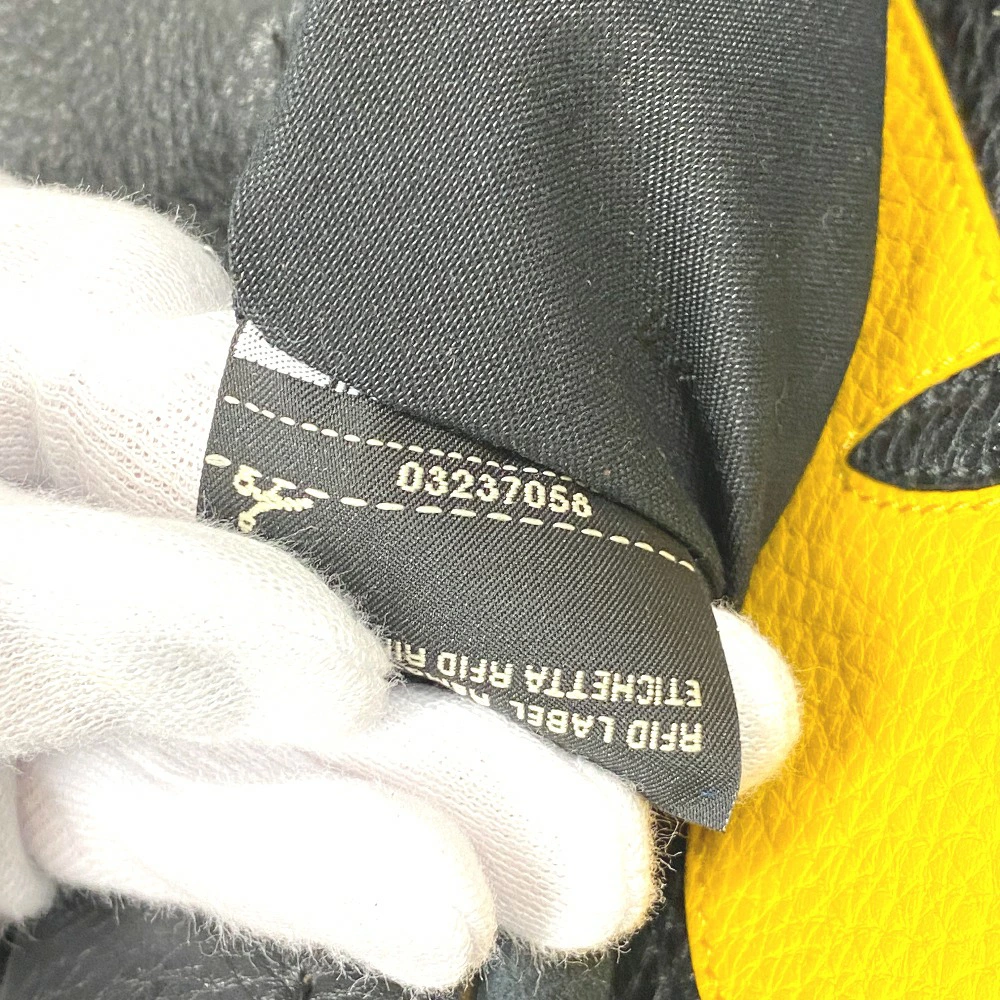 03237058
RFID LABEL
ETICHETTA RFID